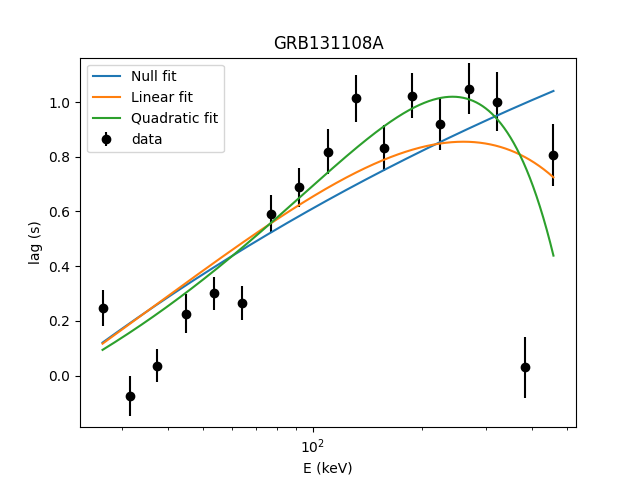 GRB131108A
Null fit
Linear fit
Quadratic fit
data
lag (s)
1.0
0.8
0.6
0.4
0.2
0.0
10²
E (keV)